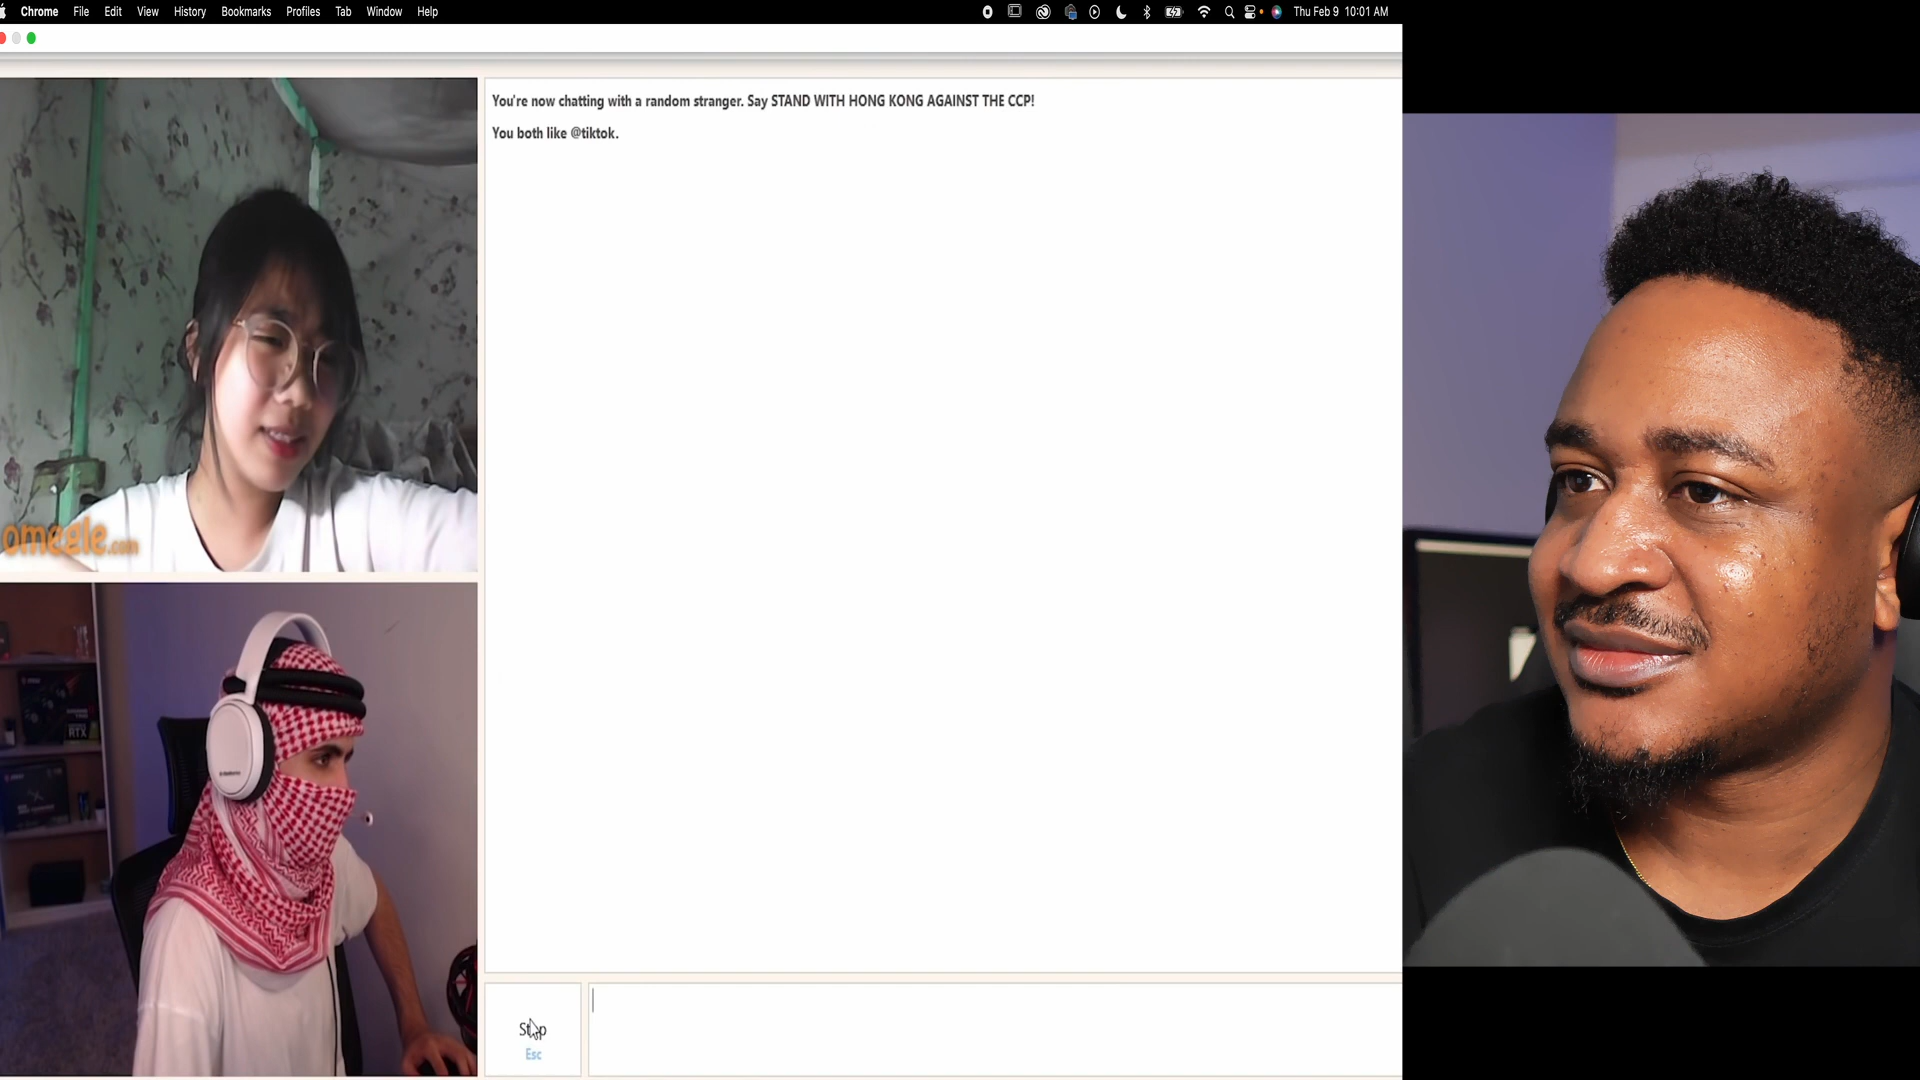 Chrome File Edit View History Bookmarks Profiles Tab Window Help Thu Feb 9 10:01 AM
You're now chatting with a random stranger. Say STAND WITH HONG KONG AGAINST THE CCP!
You both like @tiktok.
omegle.com
RTX
Stop
Esc